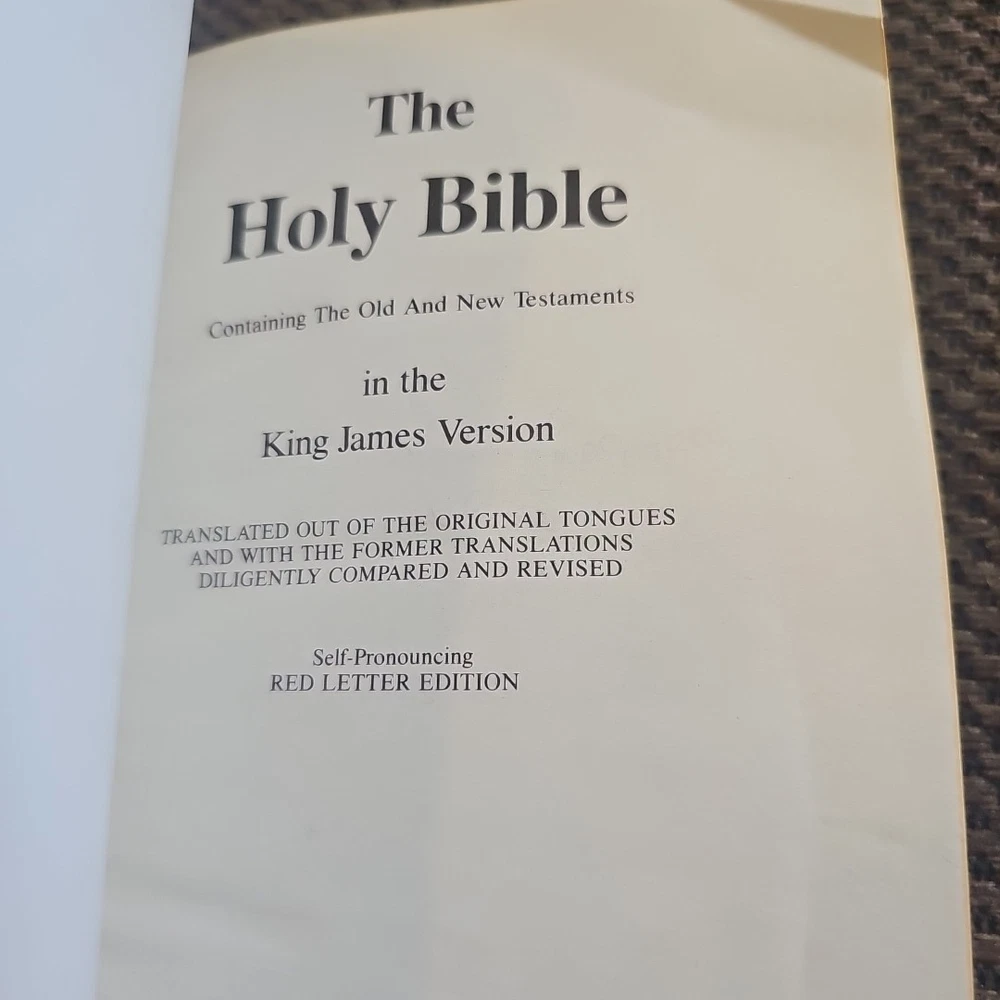 The
Holy Bible
Containing The Old And New Testaments
in the
King James Version
TRANSLATED OUT OF THE ORIGINAL TONGUES
AND WITH THE FORMER TRANSLATIONS
DILIGENTLY COMPARED AND REVISED
Self-Pronouncing
RED LETTER EDITION